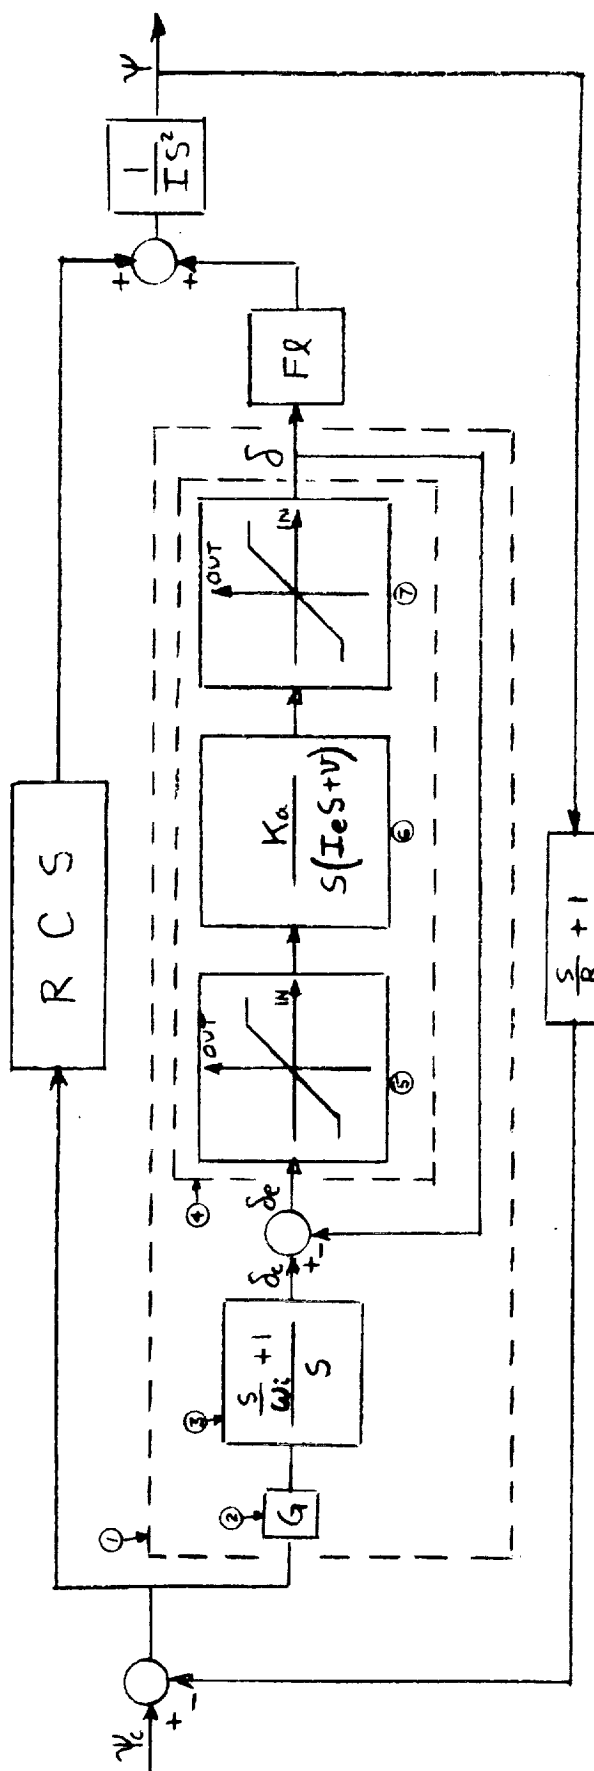 Ψc
+
-
R C S
①
②
G
③
S/ωi + 1
S
δc
+
-
δe
④
OUT
IN
⑤
Ka
S(IeS+ν)
⑥
OUT
IN
⑦
δ
Fl
+
+
1
IS²
Ψ
S/R + 1